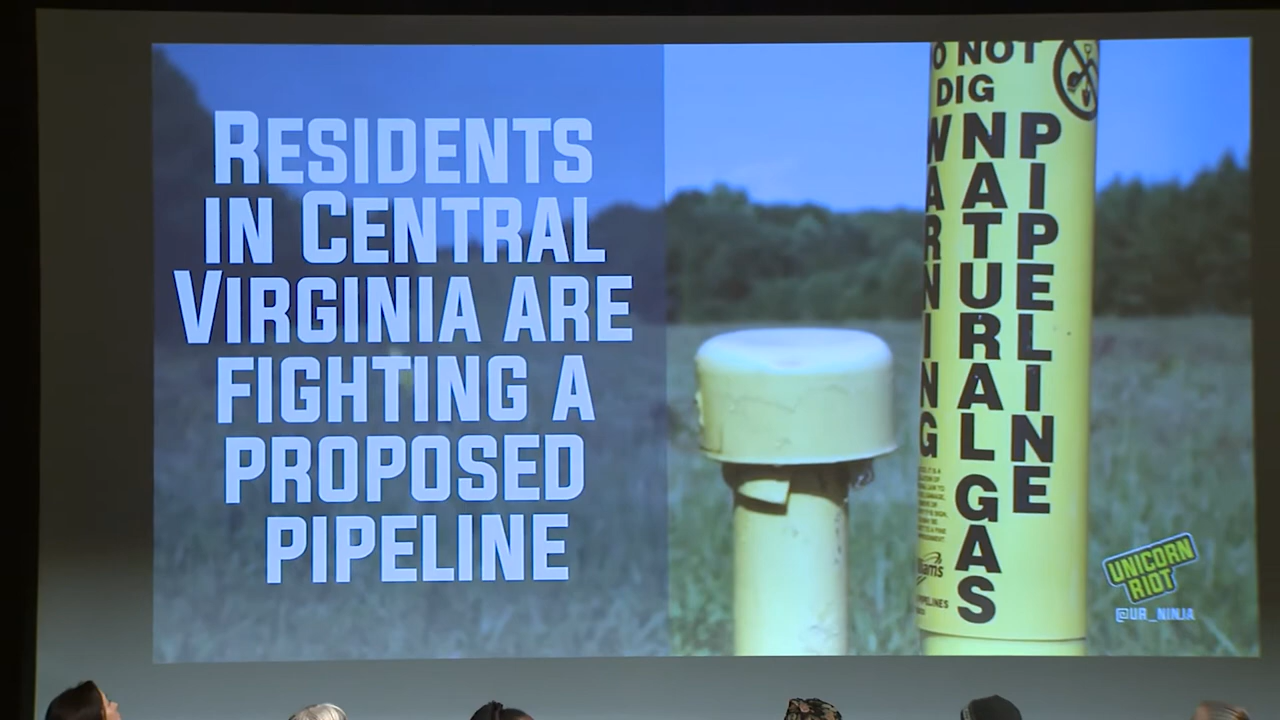 RESIDENTS
IN CENTRAL
VIRGINIA ARE
FIGHTING A
PROPOSED
PIPELINE
O NOT
DIG
WARNING
NATURAL GAS
PIPELINE
UNICORN
RIOT
@UR_NINJA